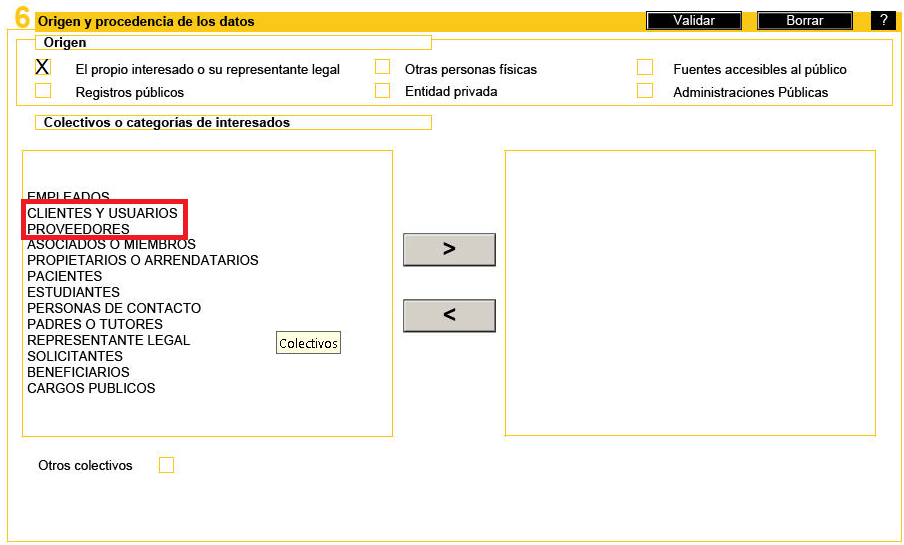 6 Origen y procedencia de los datos Validar Borrar ?
Origen
X El propio interesado o su representante legal Otras personas físicas Fuentes accesibles al público
Registros públicos Entidad privada Administraciones Públicas
Colectivos o categorías de interesados
EMPLEADOS
CLIENTES Y USUARIOS
PROVEEDORES
ASOCIADOS O MIEMBROS
PROPIETARIOS O ARRENDATARIOS
PACIENTES
ESTUDIANTES
PERSONAS DE CONTACTO
PADRES O TUTORES
REPRESENTANTE LEGAL
SOLICITANTES
BENEFICIARIOS
CARGOS PUBLICOS
>
<
Colectivos
Otros colectivos